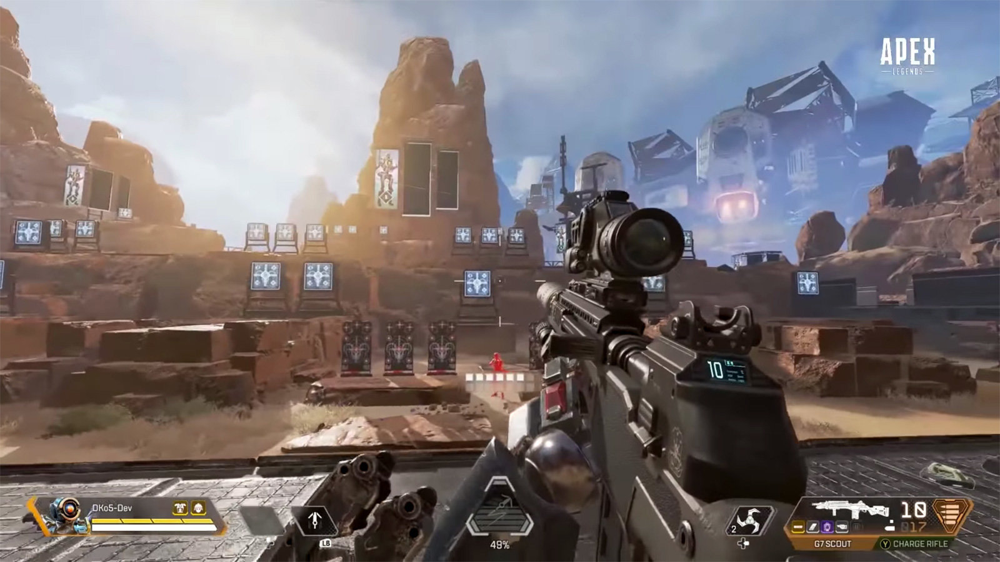 APEX
LEGENDS
10
DKo5-Dev
LB
49%
2
10
017
G7 SCOUT
Y CHARGE RIFLE